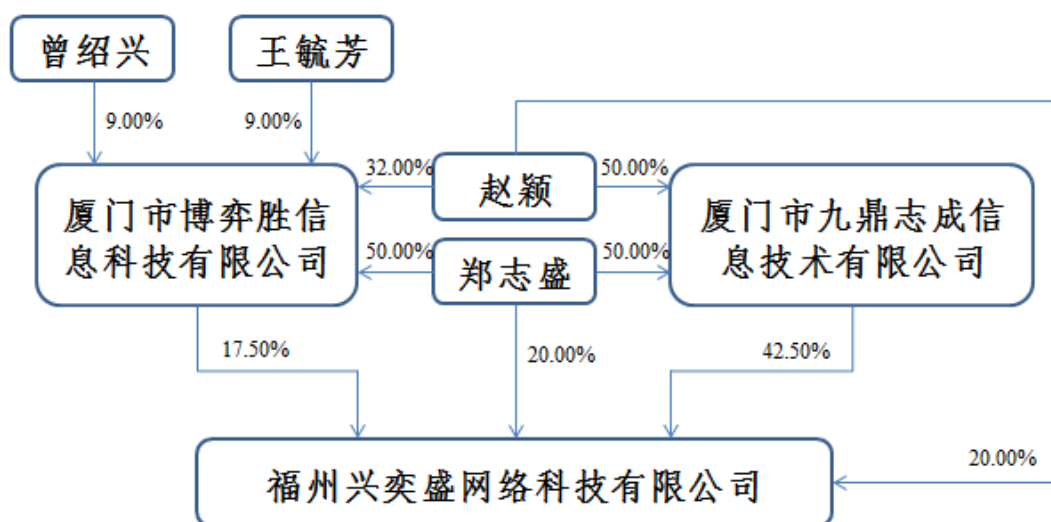 曾绍兴
王毓芳
9.00%
9.00%
32.00%
赵颖
50.00%
厦门市博弈胜信
息科技有限公司
厦门市九鼎志成信
息技术有限公司
50.00%
郑志盛
50.00%
17.50%
20.00%
42.50%
福州兴奕盛网络科技有限公司
20.00%